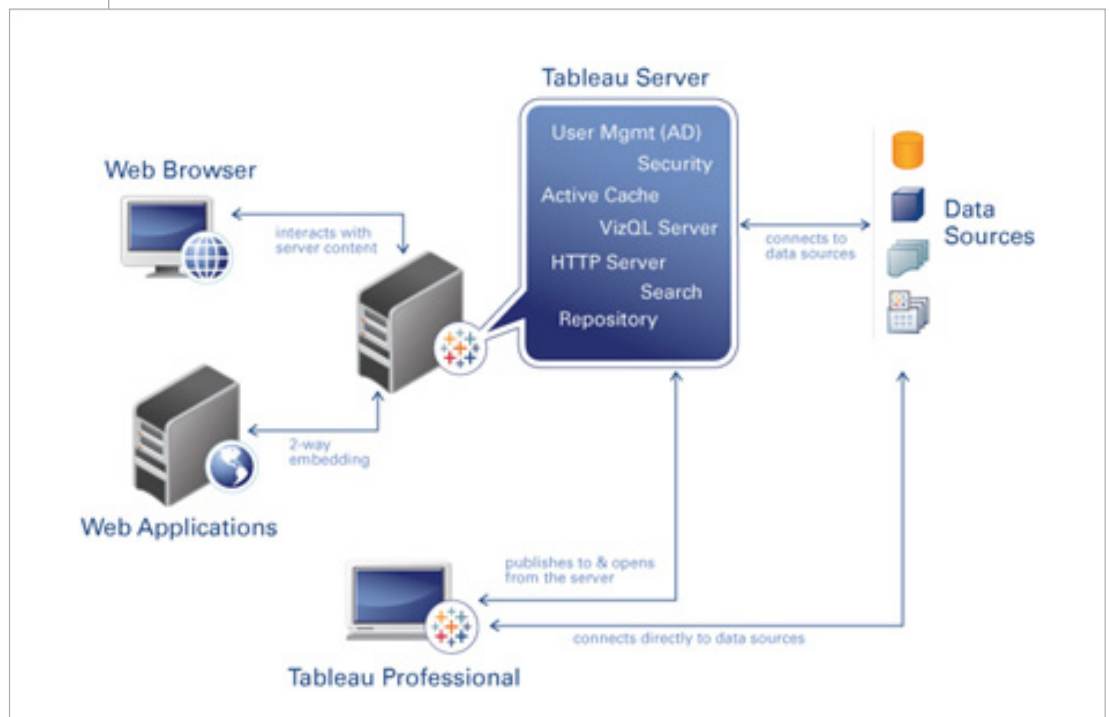 Tableau Server
User Mgmt (AD)
Security
Active Cache
VizQL Server
HTTP Server
Search
Repository
Web Browser
interacts with
server content
connects to
data sources
Data
Sources
2-way
embedding
Web Applications
publishes to & opens
from the server
connects directly to data sources
Tableau Professional